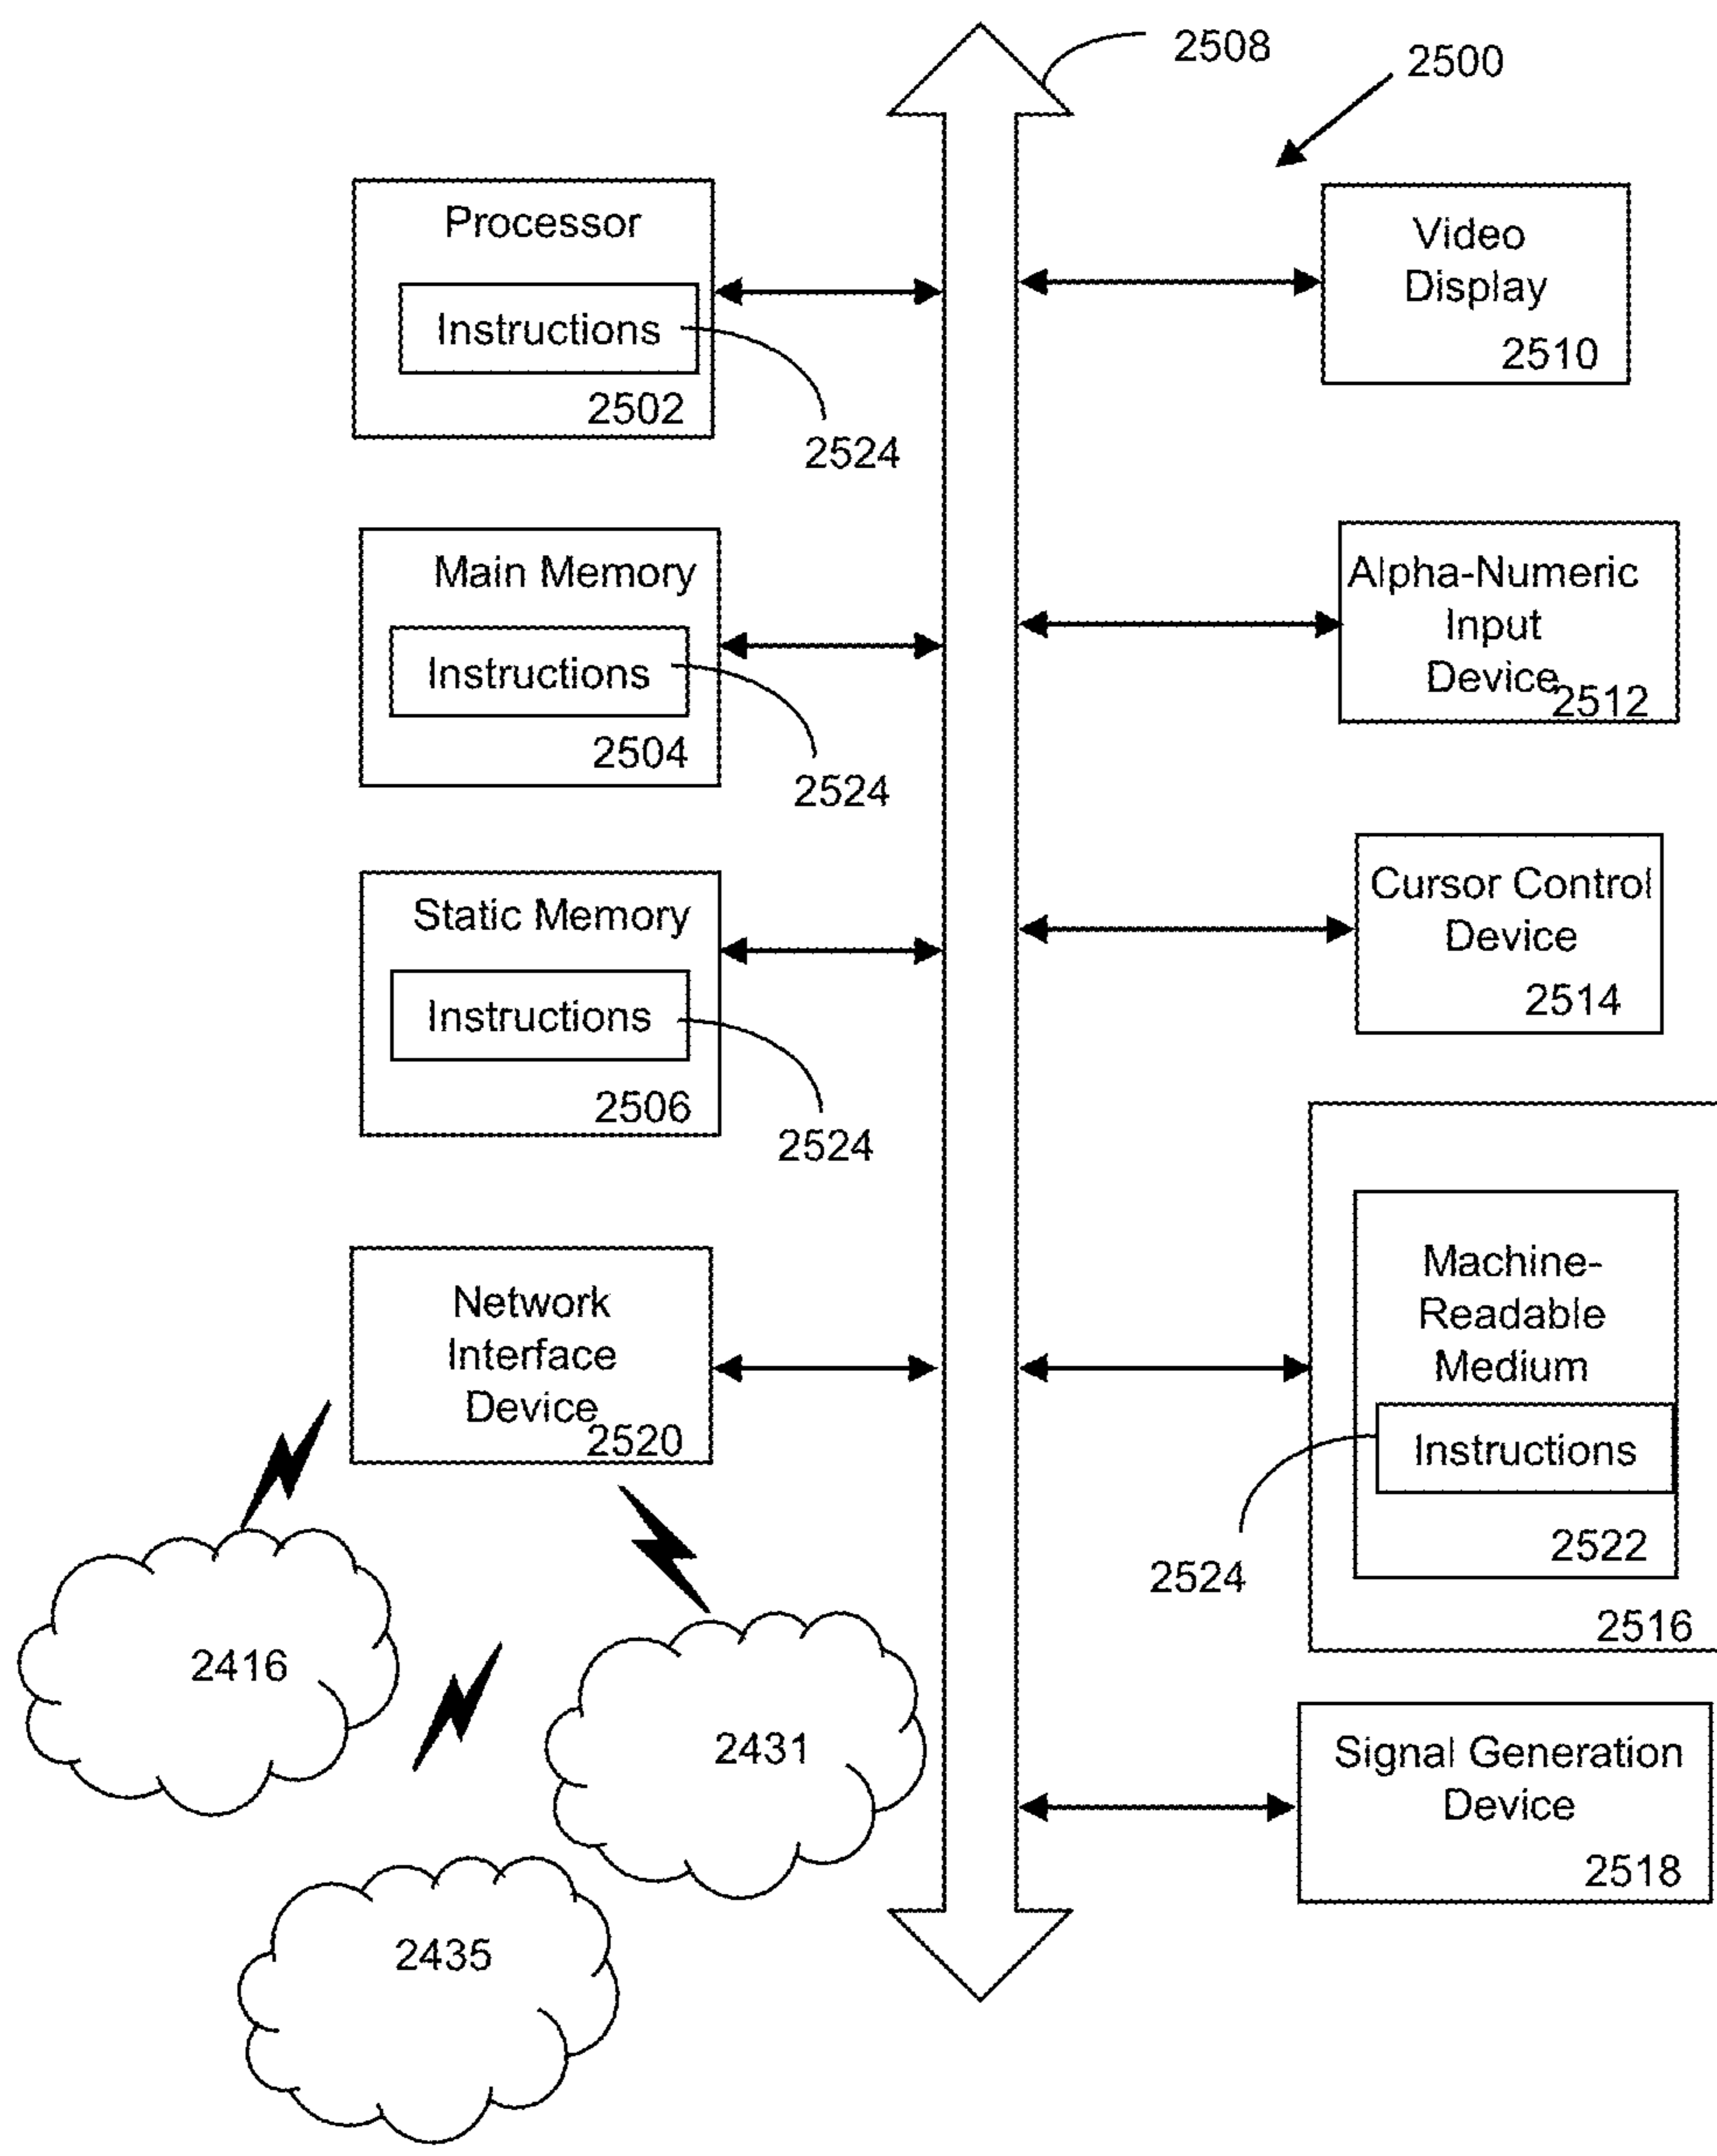 2508
2500
Processor
Instructions
2502
2524
Video
Display
2510
Main Memory
Instructions
2504
2524
Alpha-Numeric
Input
Device
2512
Static Memory
Instructions
2506
2524
Cursor Control
Device
2514
Network
Interface
Device
2520
Machine-
Readable
Medium
Instructions
2522
2524
2516
2416
2431
2435
Signal Generation
Device
2518